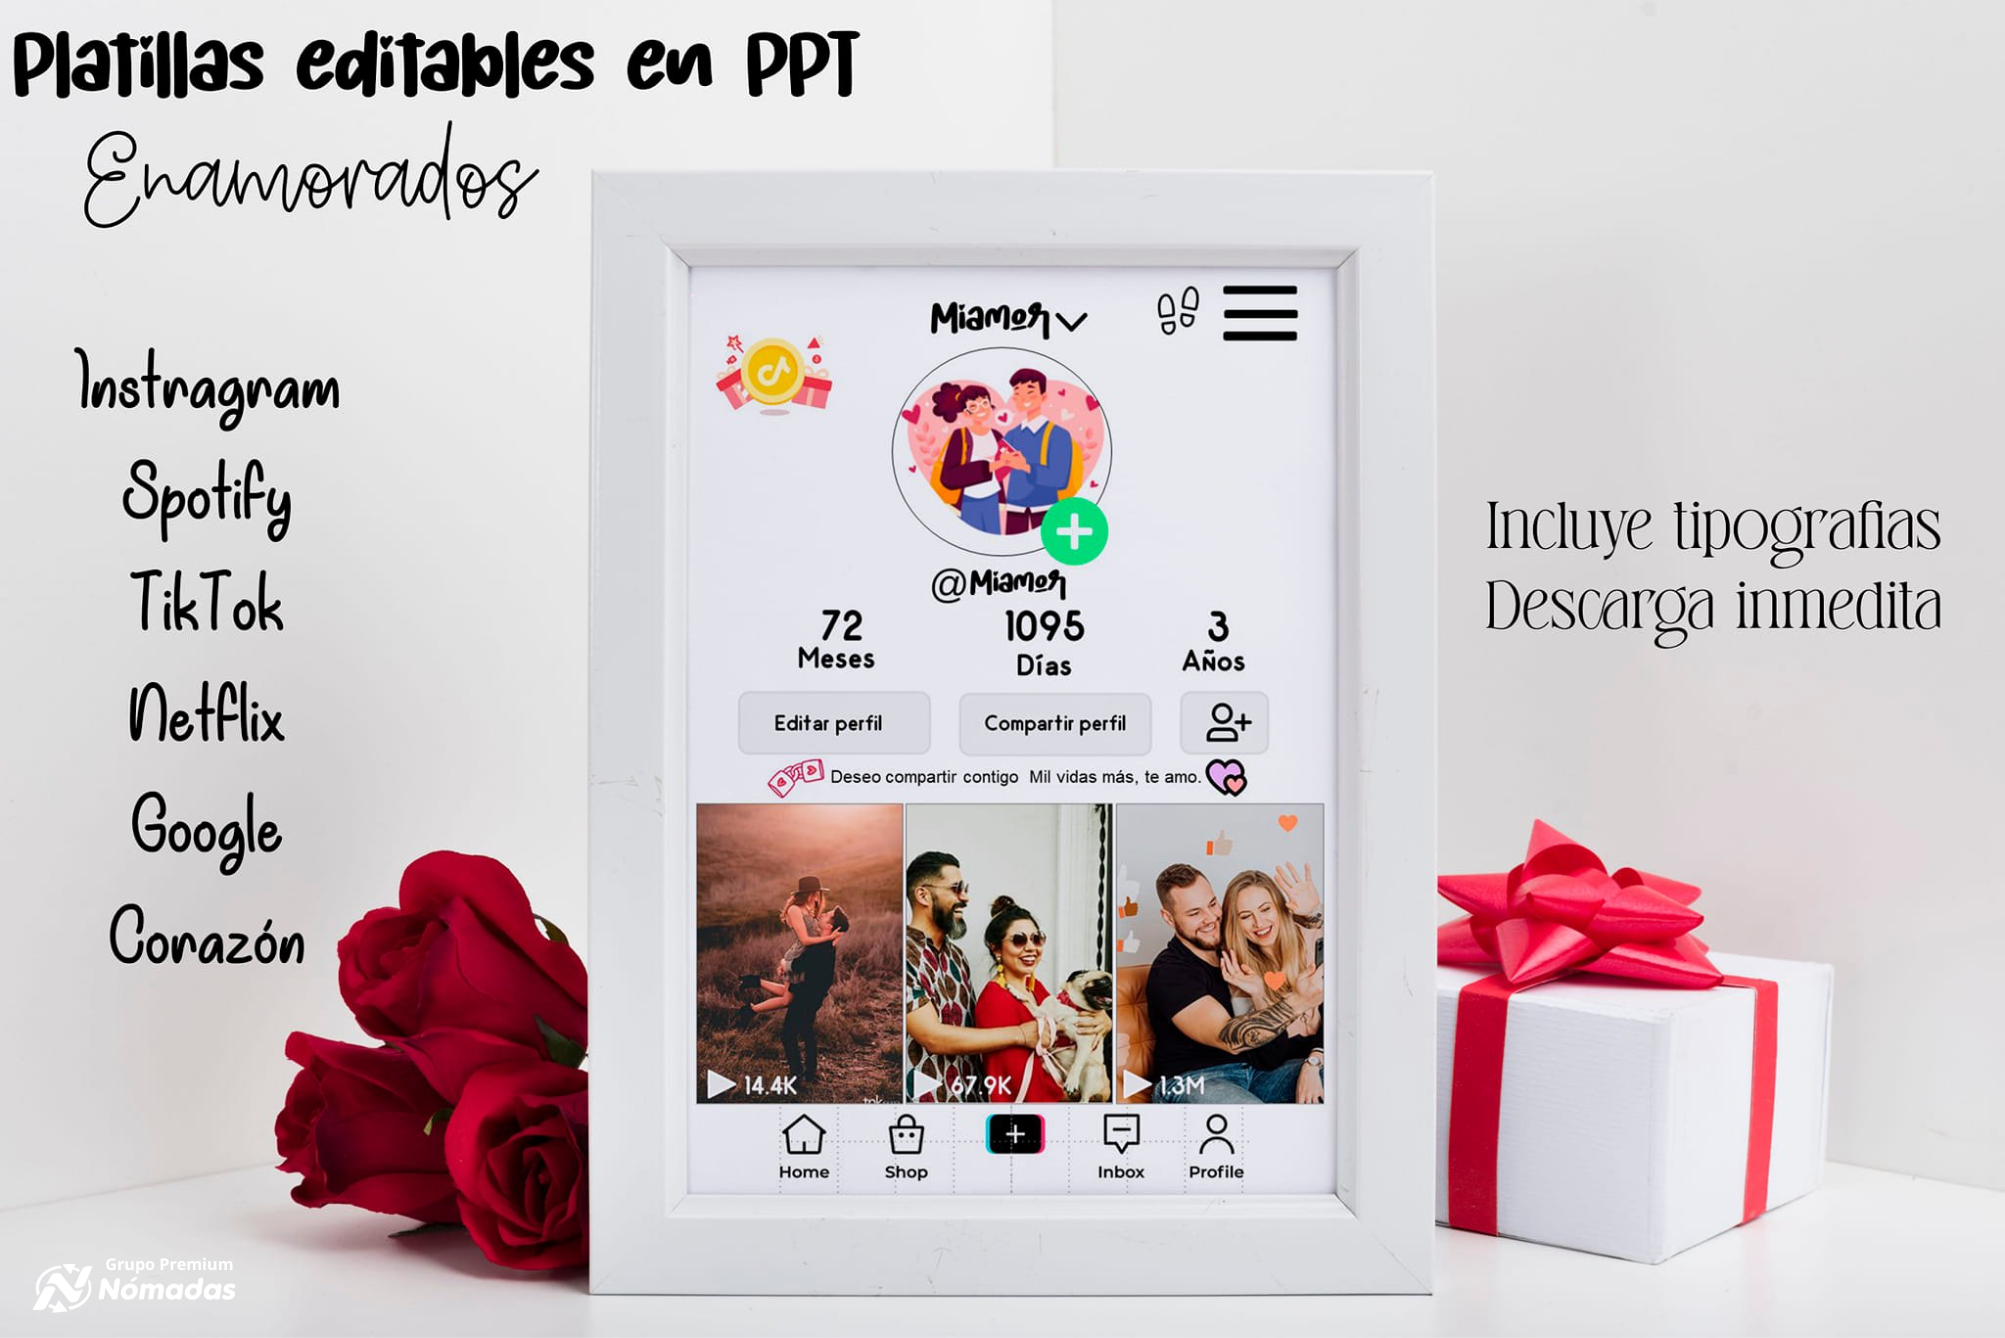 Platillas editables en PPT
Enamorados
Instragram
Spotify
TikTok
Netflix
Google
Corazón
Miamor
@Miamor
72 1095 3
Meses Días Años
Editar perfil Compartir perfil
Deseo compartir contigo Mil vidas más, te amo.
14.4K 67.9K 1.3M
Home Shop Inbox Profile
Incluye tipografias
Descarga inmedita
Grupo Premium
Nómadas